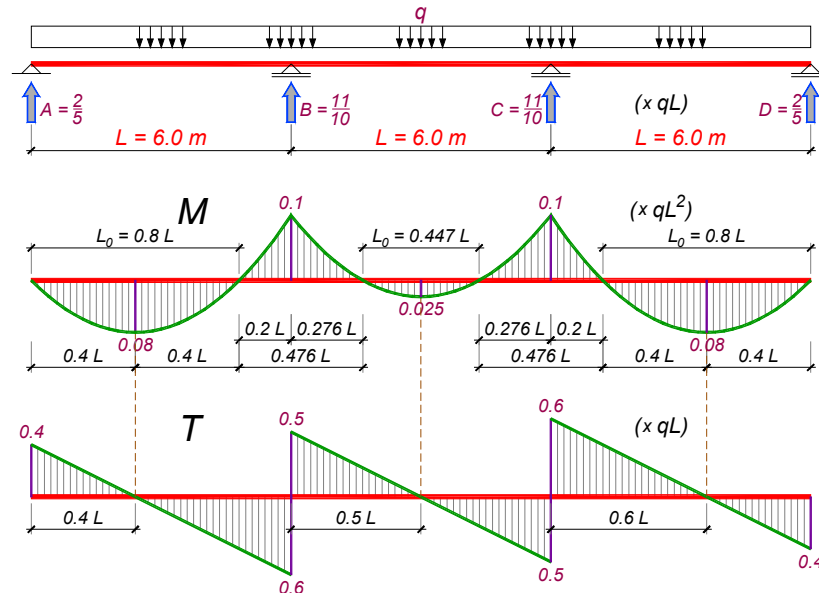 q
A = 2/5 B = 11/10 C = 11/10 (x qL) D = 2/5
L = 6.0 m L = 6.0 m L = 6.0 m
M 0.1 0.1 (x qL²)
L₀ = 0.8 L L₀ = 0.447 L L₀ = 0.8 L
0.025
0.2 L 0.276 L 0.276 L 0.2 L
0.08 0.08
0.4 L 0.4 L 0.476 L 0.476 L 0.4 L 0.4 L
T (x qL)
0.4 0.5 0.6
0.4 L 0.5 L 0.6 L
0.6 0.5 0.4